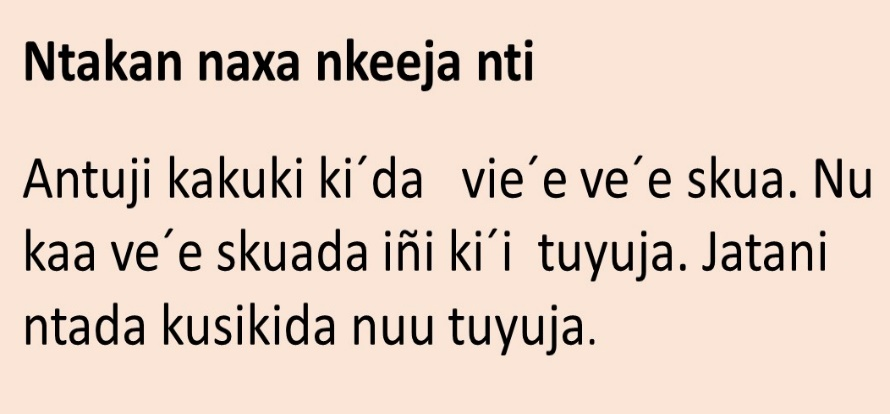 Ntakan naxa nkeeja nti
Antuji kakuki ki´da   vie´e ve´e skua. Nu
kaa ve´e skuada iñi ki´i  tuyuja. Jatani
ntada kusikida nuu tuyuja.